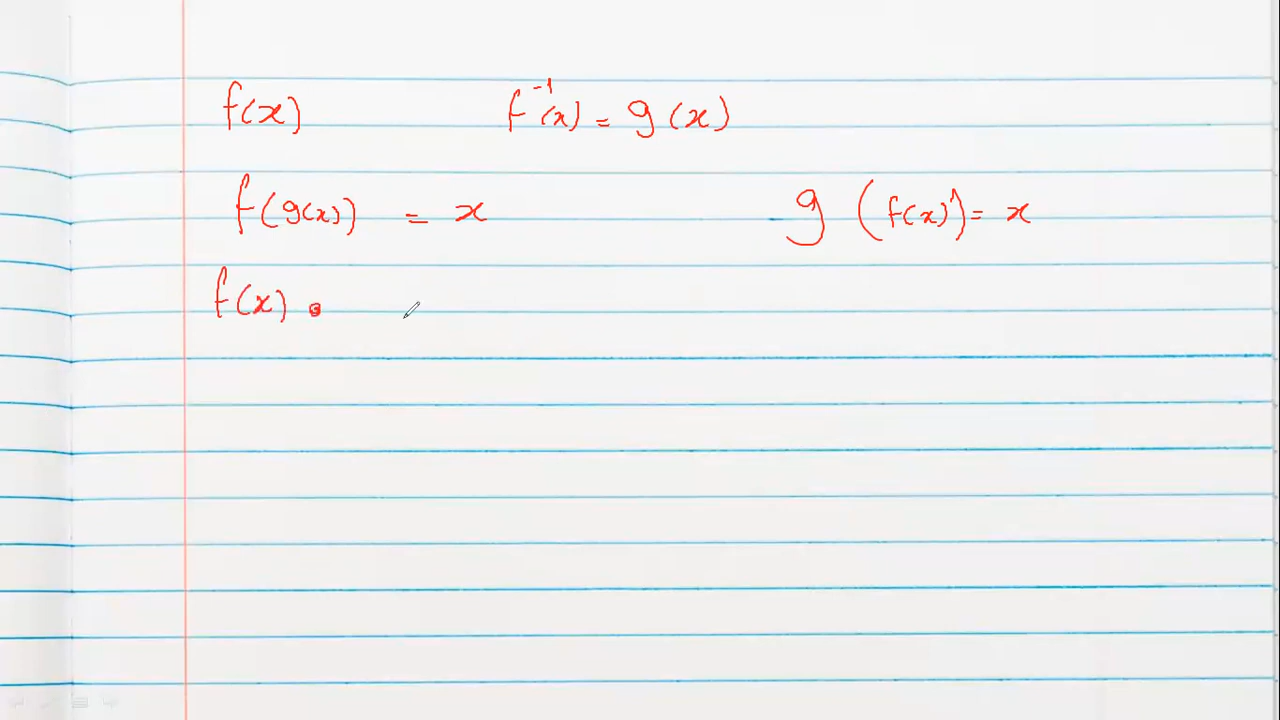 f(x) f⁻¹(x) = g(x)
f(g(x)) = x g(f(x)) = x
f(x) .